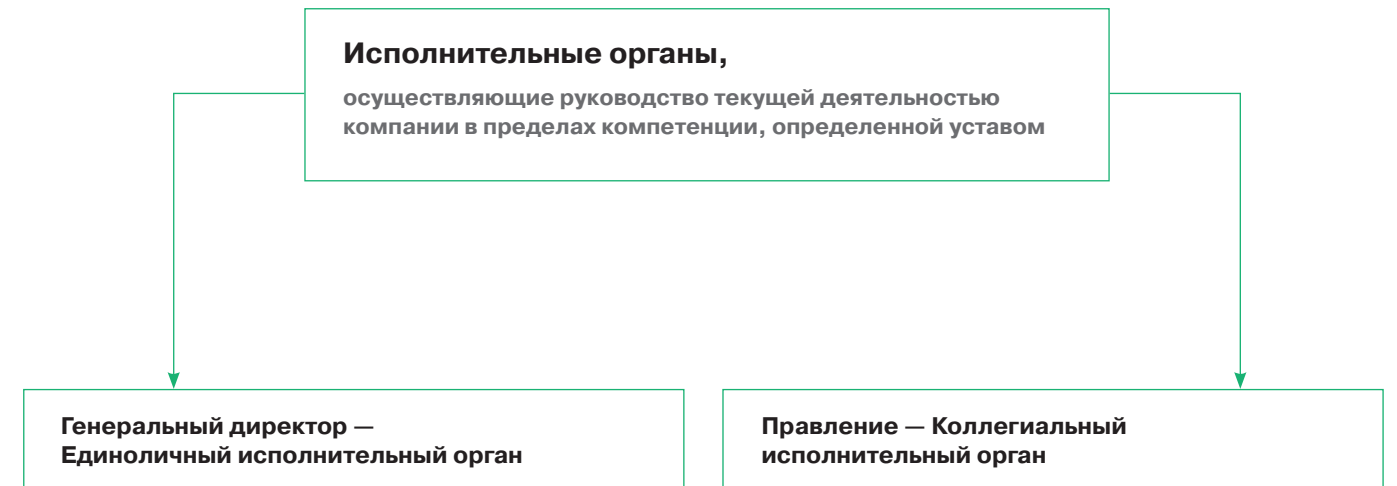 Исполнительные органы,
осуществляющие руководство текущей деятельностью
компании в пределах компетенции, определенной уставом
Генеральный директор —
Единоличный исполнительный орган
Правление — Коллегиальный
исполнительный орган